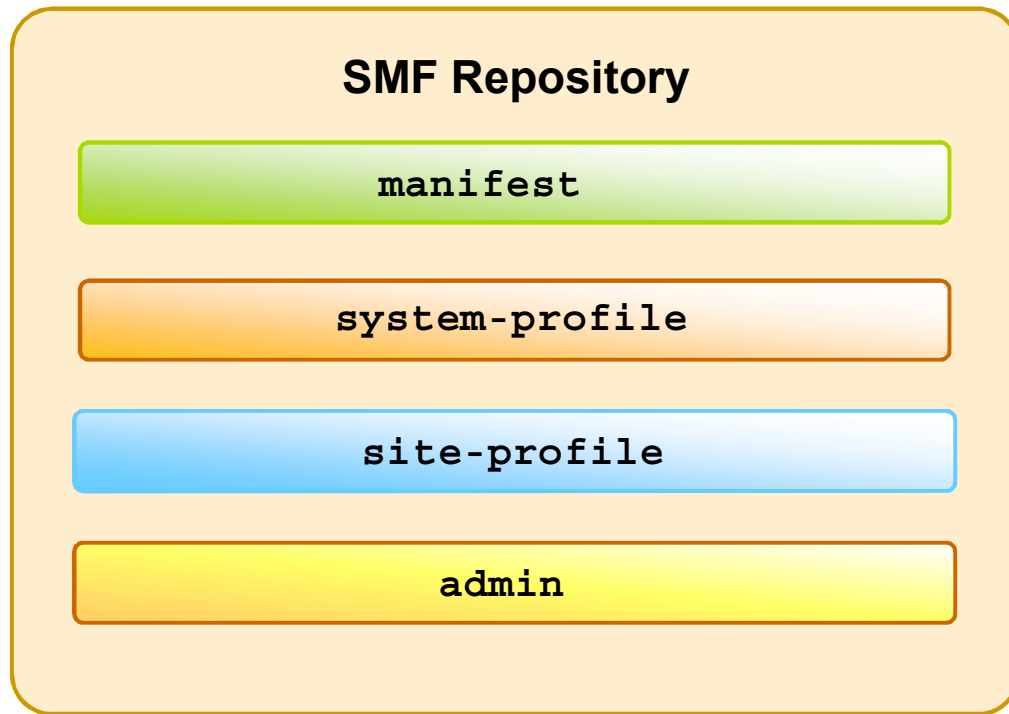 SMF Repository
manifest
system-profile
site-profile
admin